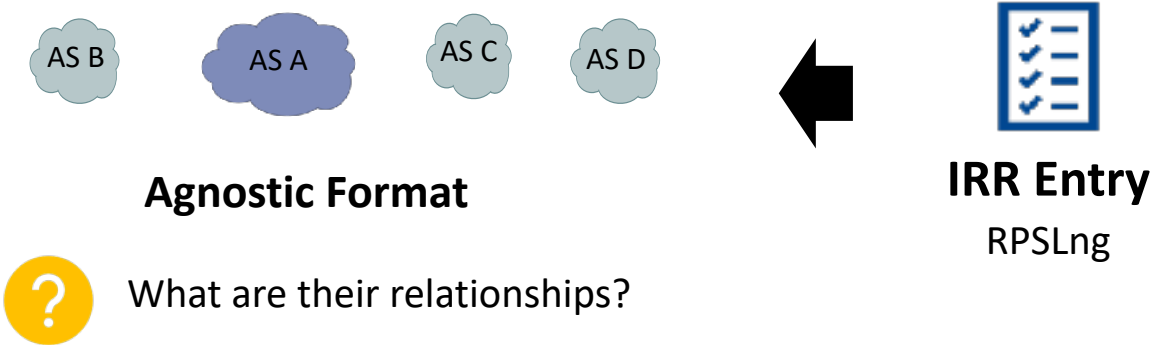 AS B
AS A
AS C
AS D
Agnostic Format
IRR Entry
RPSLng
?
What are their relationships?